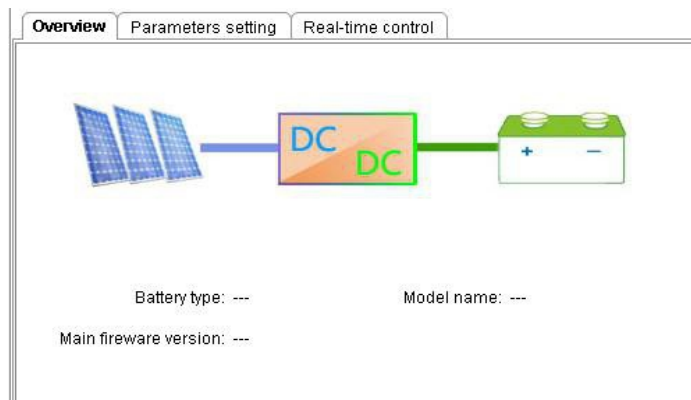 Overview Parameters setting Real-time control
DC
DC
+ −
Battery type: --- Model name: ---
Main fireware version: ---